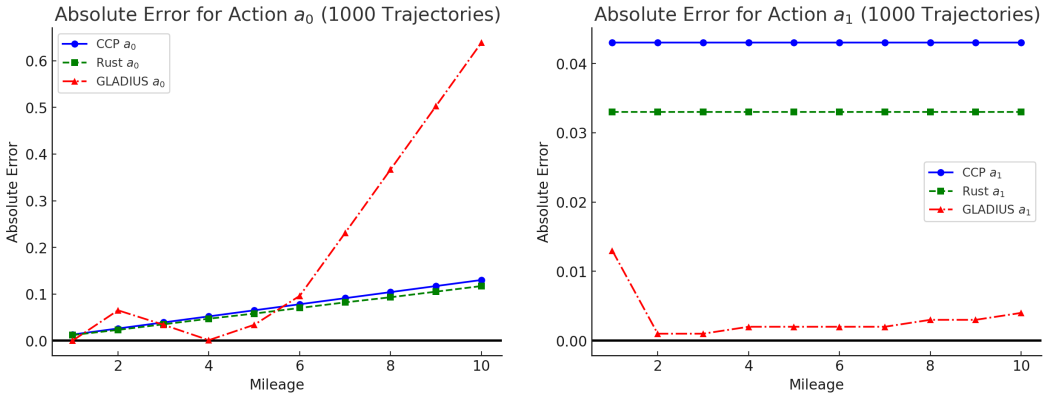 Absolute Error for Action a₀ (1000 Trajectories)
CCP a₀
Rust a₀
GLADIUS a₀
Absolute Error
0.6
0.5
0.4
0.3
0.2
0.1
0.0
2 4 6 8 10
Mileage
Absolute Error for Action a₁ (1000 Trajectories)
CCP a₁
Rust a₁
GLADIUS a₁
Absolute Error
0.04
0.03
0.02
0.01
0.00
2 4 6 8 10
Mileage